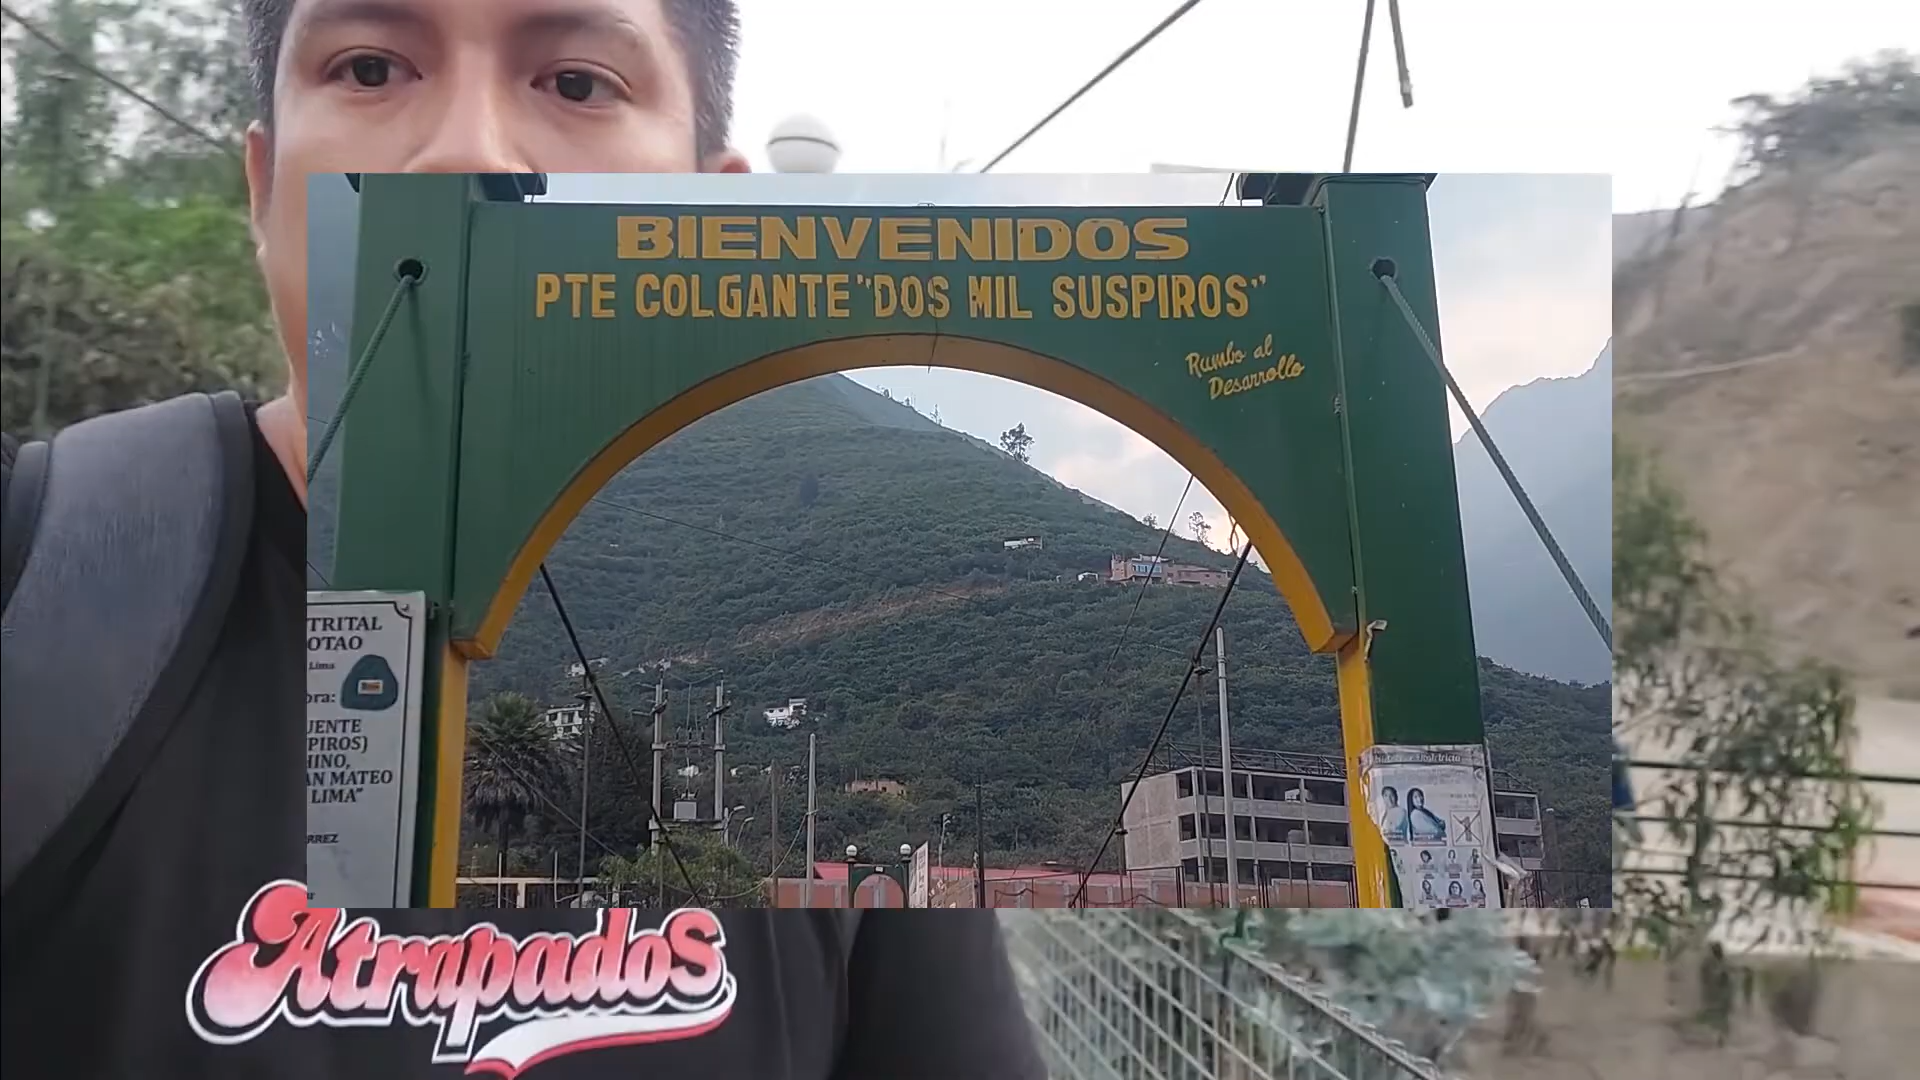 BIENVENIDOS
PTE COLGANTE "DOS MIL SUSPIROS"
Rumbo al
Desarrollo
TRITAL
OTAO
Lima
bra:
UENTE
PIROS)
HINO,
AN MATEO
LIMA"
RREZ
Atrapados